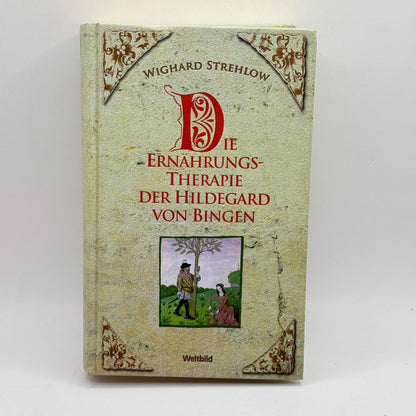 Wighard Strehlow
Die
Ernährungs-
Therapie
der Hildegard
von Bingen
Weltbild